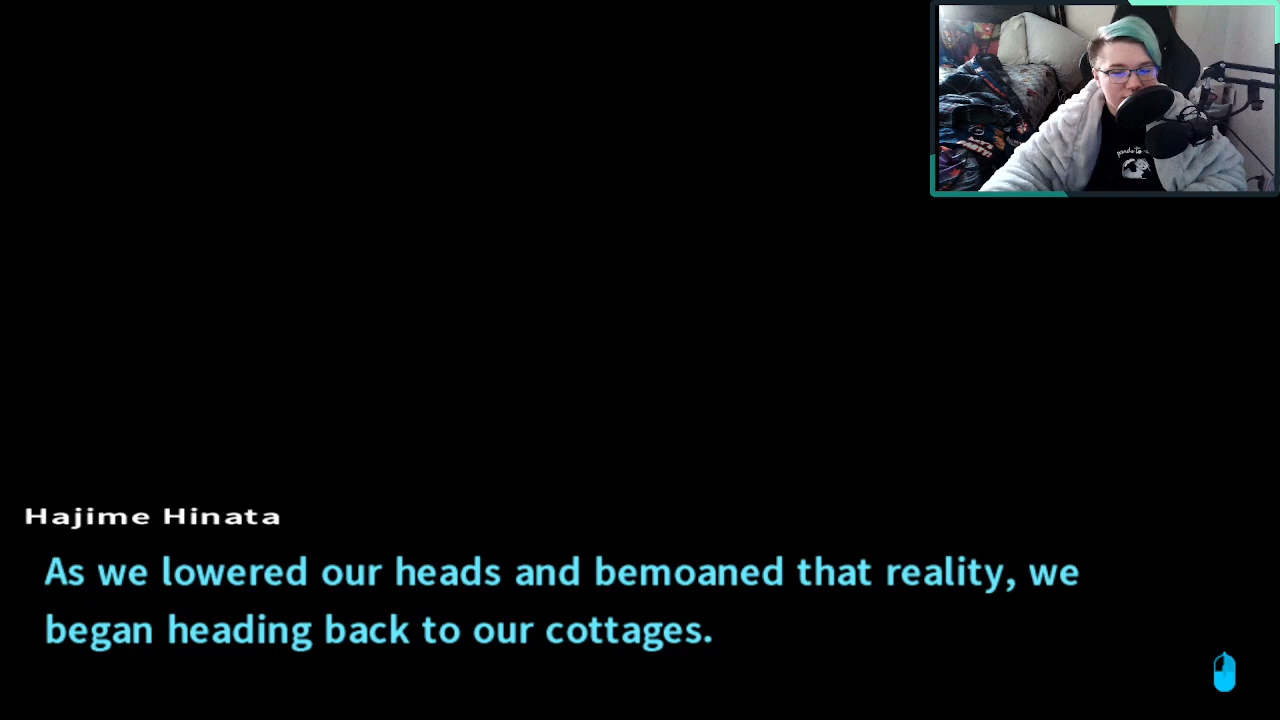 Hajime Hinata
As we lowered our heads and bemoaned that reality, we
began heading back to our cottages.